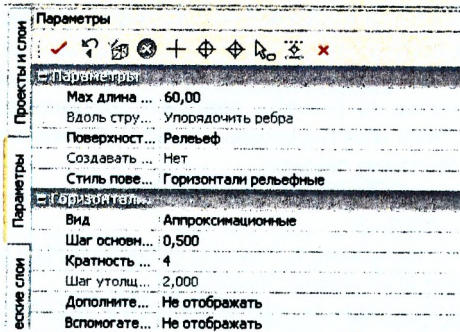 Параметры
Проекты и слои
Параметры
еские слои
Параметры
Мах длина ... 60,00
Вдоль стру... Упорядочить ребра
Поверхност... Релеьеф
Создавать ... Нет
Стиль пове... Горизонтали рельефные
Горизонтали...
Вид Аппроксимационные
Шаг основн... 0,500
Кратность ... 4
Шаг утолщ... 2,000
Дополните... Не отображать
Вспомогате... Не отображать